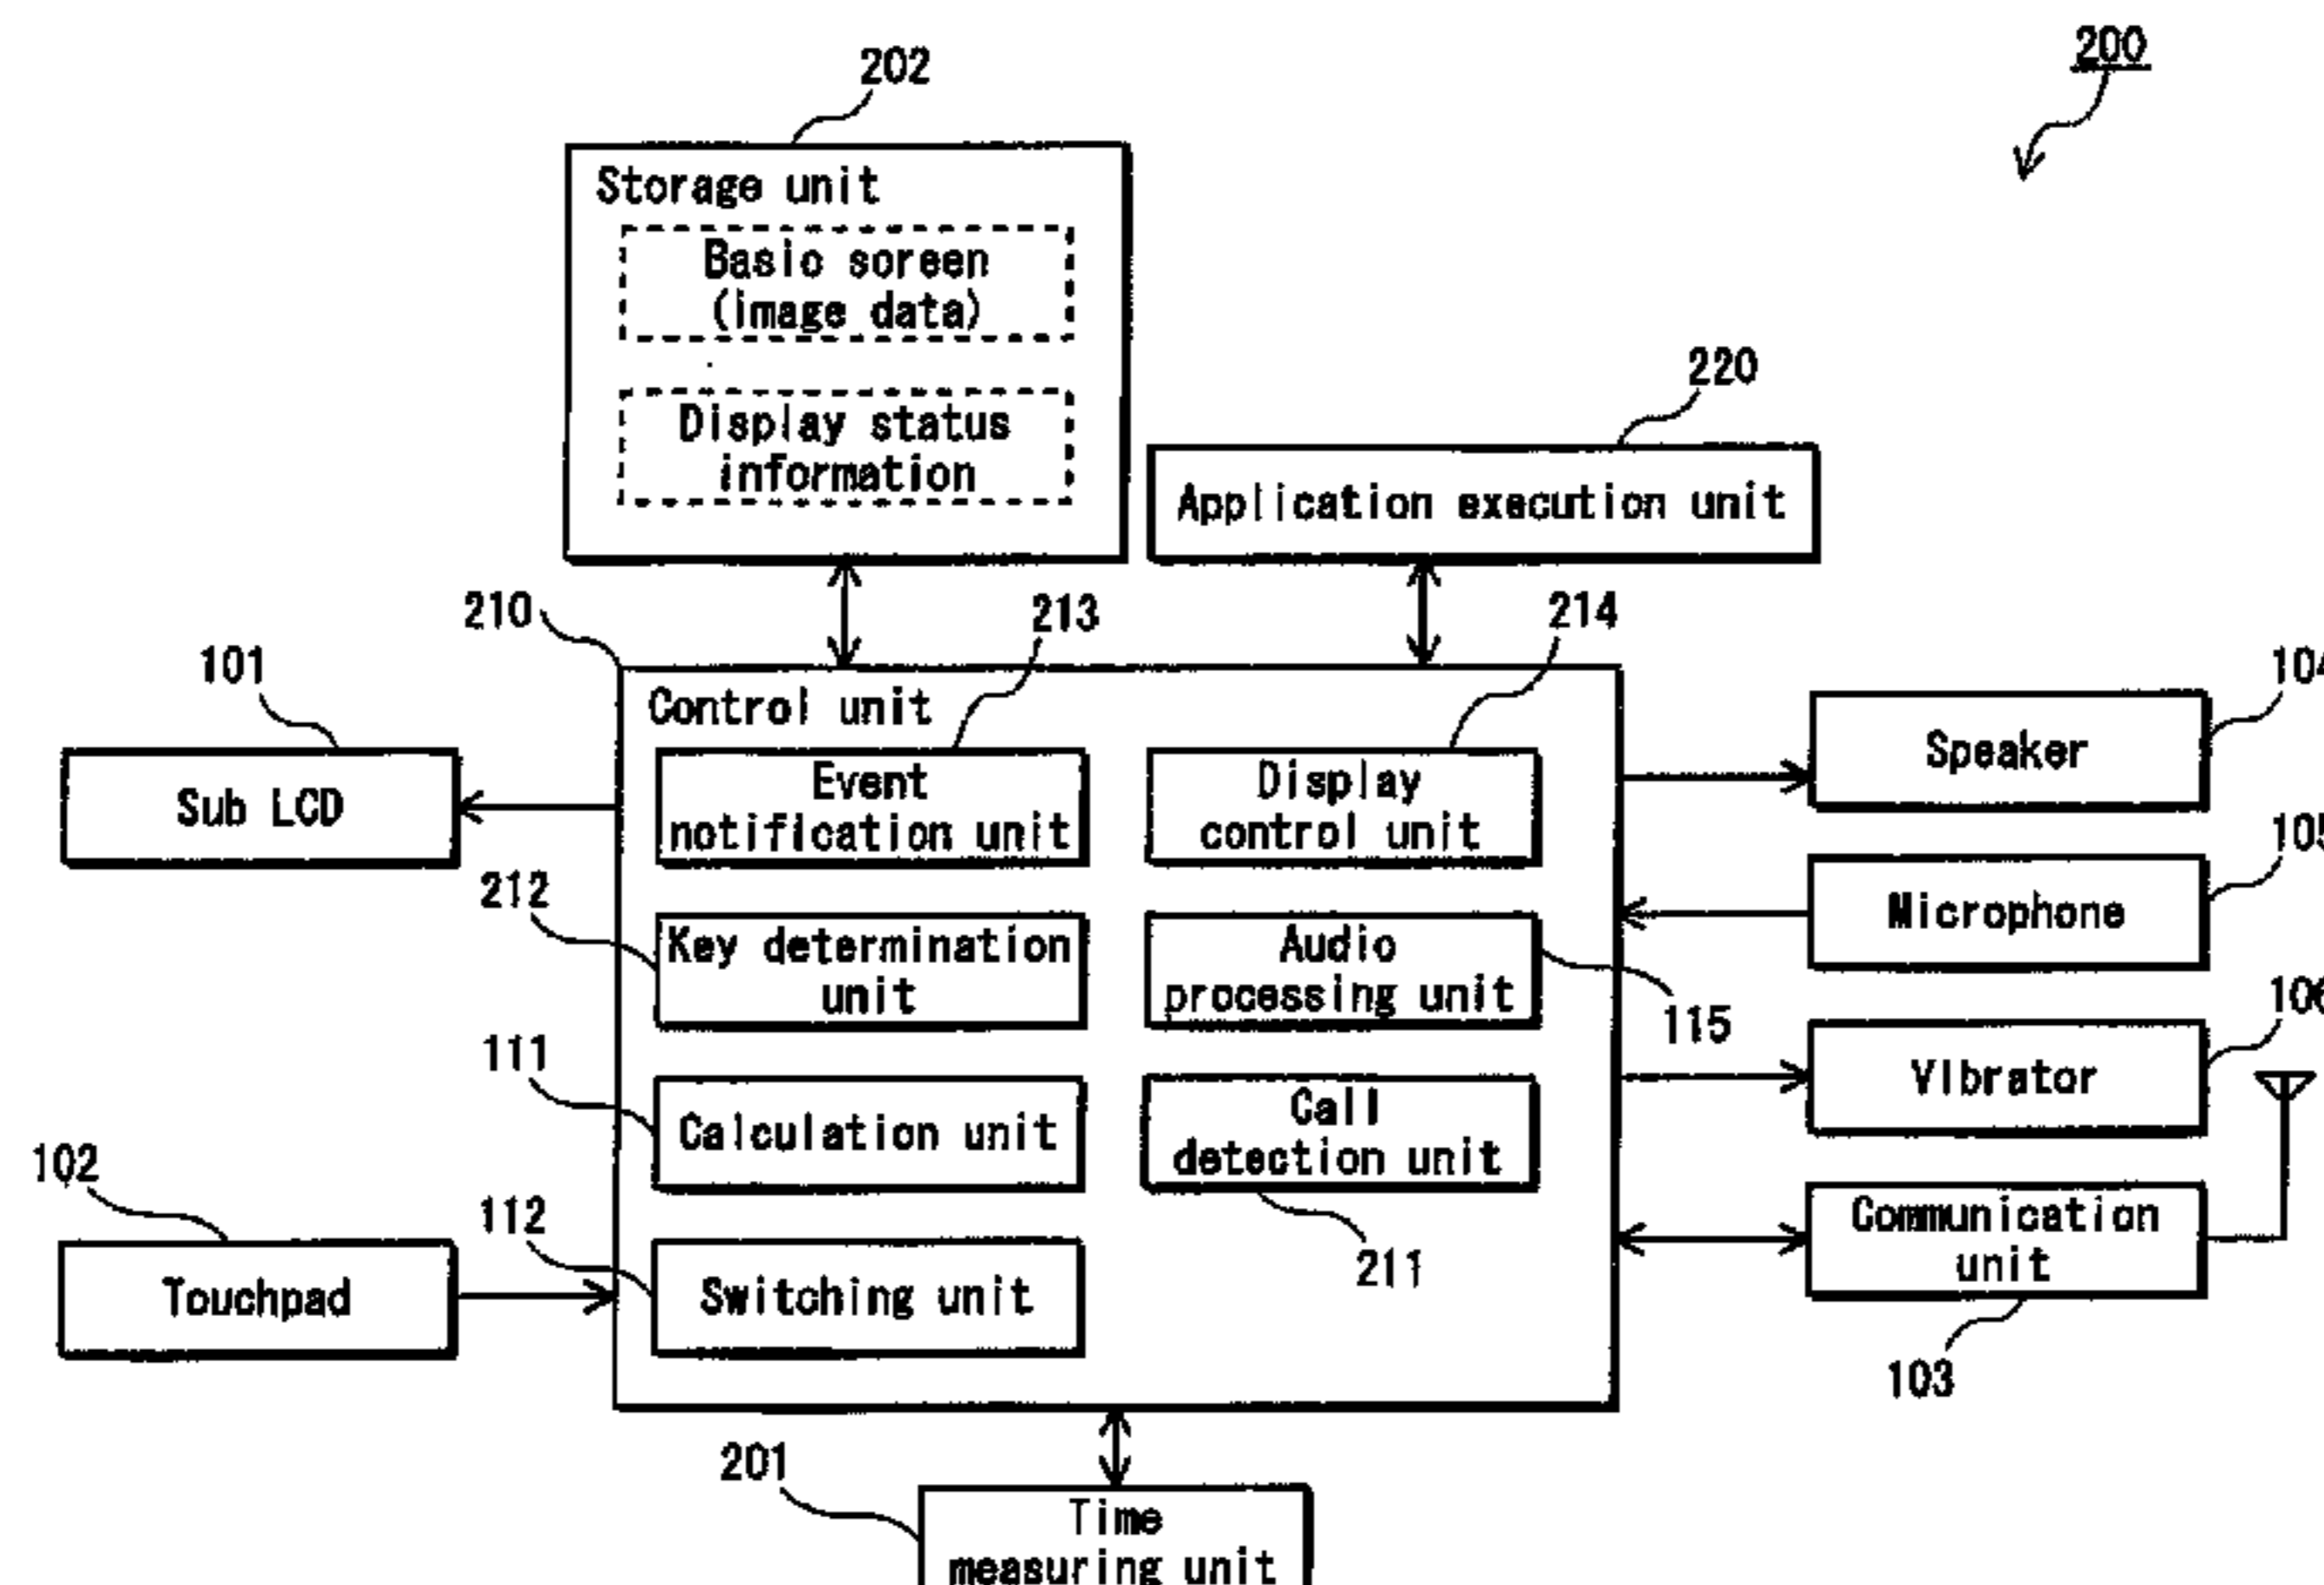 200
202
Storage unit
Basic soreen
(image data)
Display status
information
220
Application execution unit
210
213
214
101
Control unit
104
Sub LCD
Event
notification unit
Display
control unit
Speaker
212
105
Key determination
unit
Audio
processing unit
Microphone
115
106
111
Calculation unit
Call
detection unit
Vibrator
102
112
211
Communication
unit
Touchpad
Switching unit
103
201
Time
measuring unit